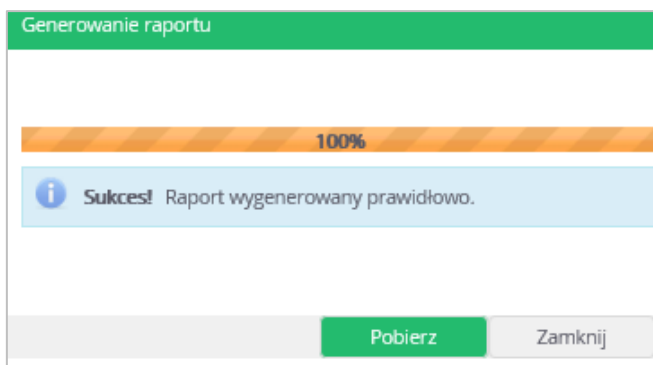 Generowanie raportu
100%
Sukces! Raport wygenerowany prawidłowo.
Pobierz Zamknij